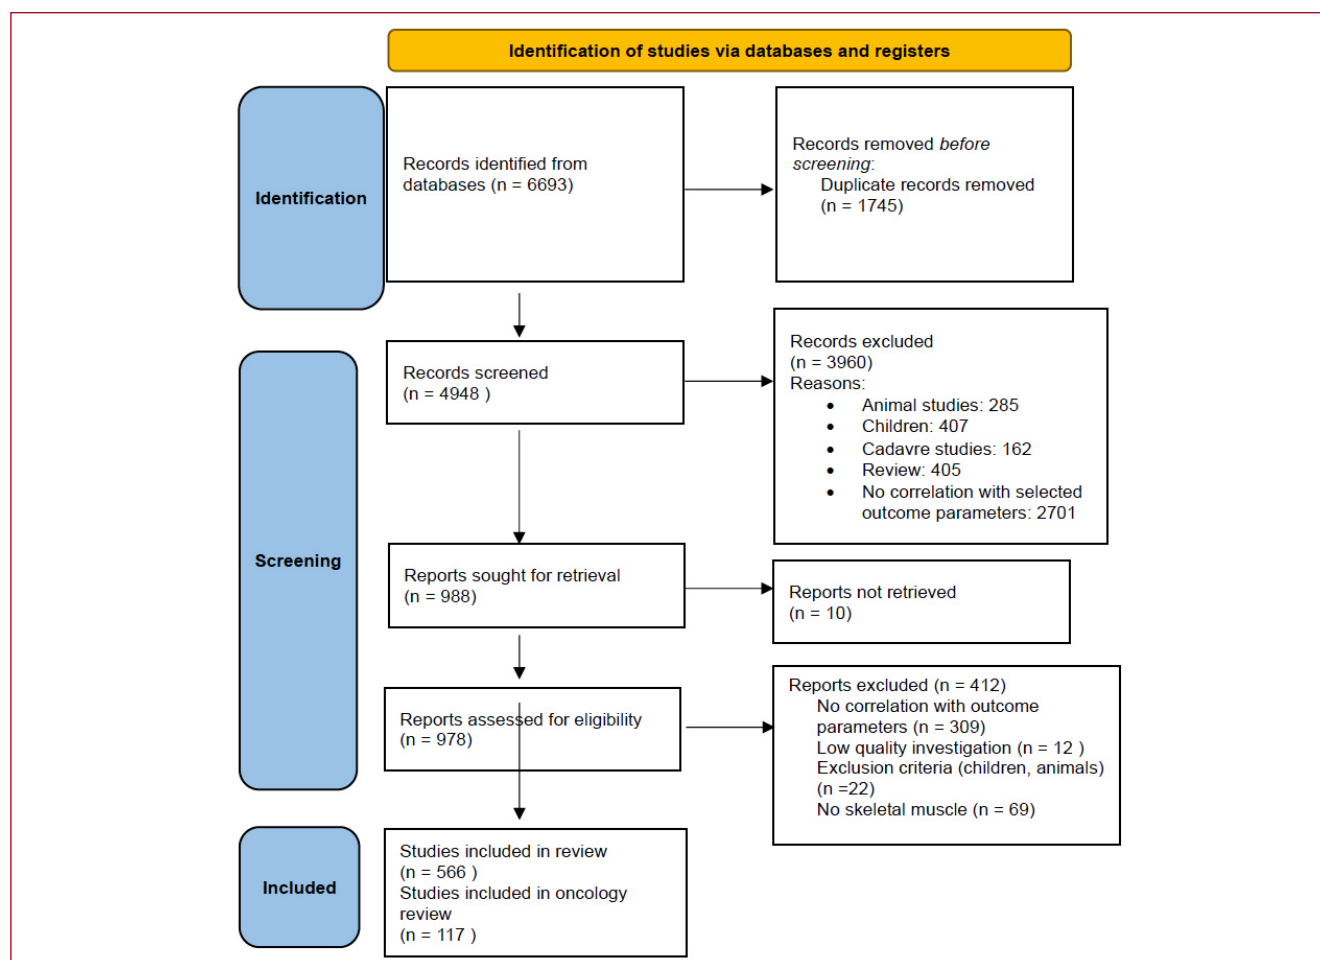 Identification of studies via databases and registers
Identification
Records identified from
databases (n = 6693)
Records removed before
screening:
Duplicate records removed
(n = 1745)
Screening
Records screened
(n = 4948 )
Records excluded
(n = 3960)
Reasons:
• Animal studies: 285
• Children: 407
• Cadavre studies: 162
• Review: 405
• No correlation with selected
outcome parameters: 2701
Reports sought for retrieval
(n = 988)
Reports not retrieved
(n = 10)
Reports assessed for eligibility
(n = 978)
Reports excluded (n = 412)
No correlation with outcome
parameters (n = 309)
Low quality investigation (n = 12 )
Exclusion criteria (children, animals)
(n =22)
No skeletal muscle (n = 69)
Included
Studies included in review
(n = 566 )
Studies included in oncology
review
(n = 117 )